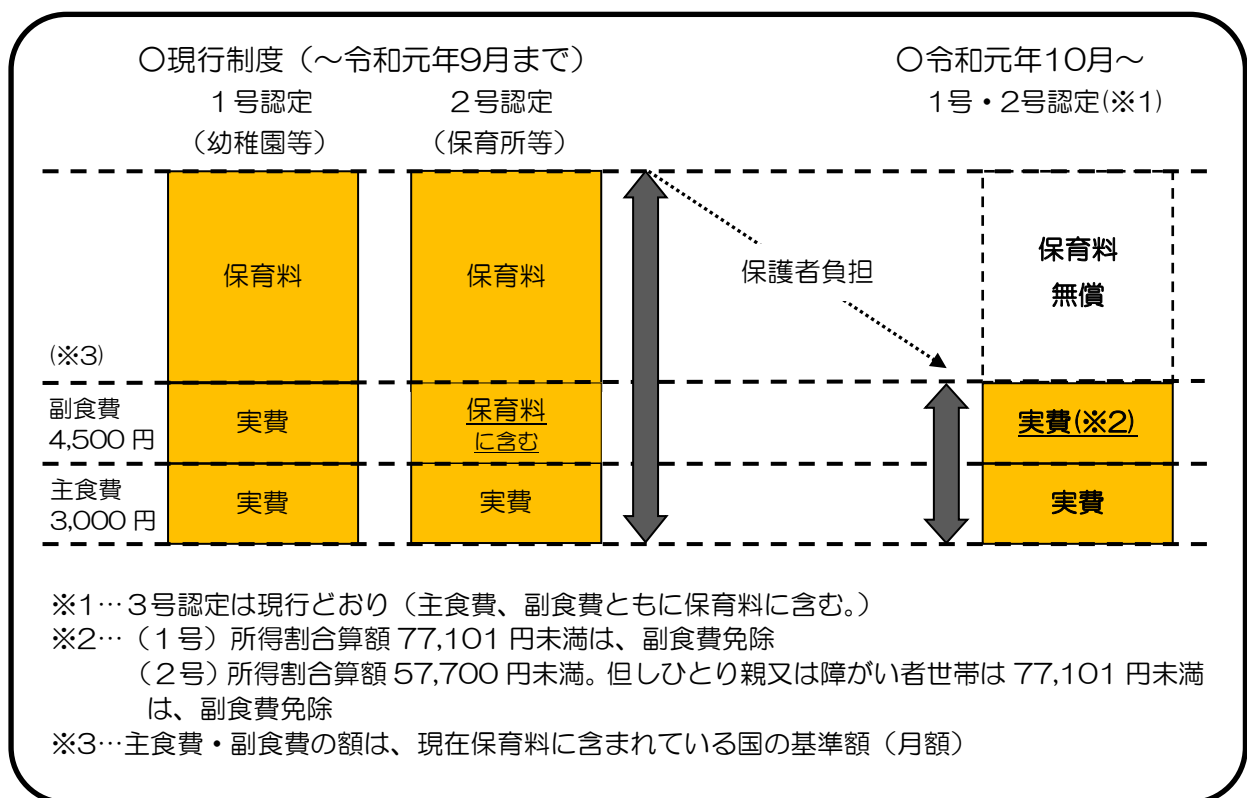 〇現行制度（～令和元年9月まで）
〇令和元年10月～
１号認定
２号認定
1号・2号認定(※1)
（幼稚園等）
（保育所等）
保育料
保育料
保護者負担
保育料
無償
(※3)
副食費
4,500円
実費
保育料
に含む
実費(※2)
主食費
3,000円
実費
実費
実費
※1…３号認定は現行どおり（主食費、副食費ともに保育料に含む。）
※2…（１号）所得割合算額 77,101 円未満は、副食費免除
（２号）所得割合算額 57,700 円未満。但しひとり親又は障がい者世帯は 77,101 円未満
は、副食費免除
※3…主食費・副食費の額は、現在保育料に含まれている国の基準額（月額）